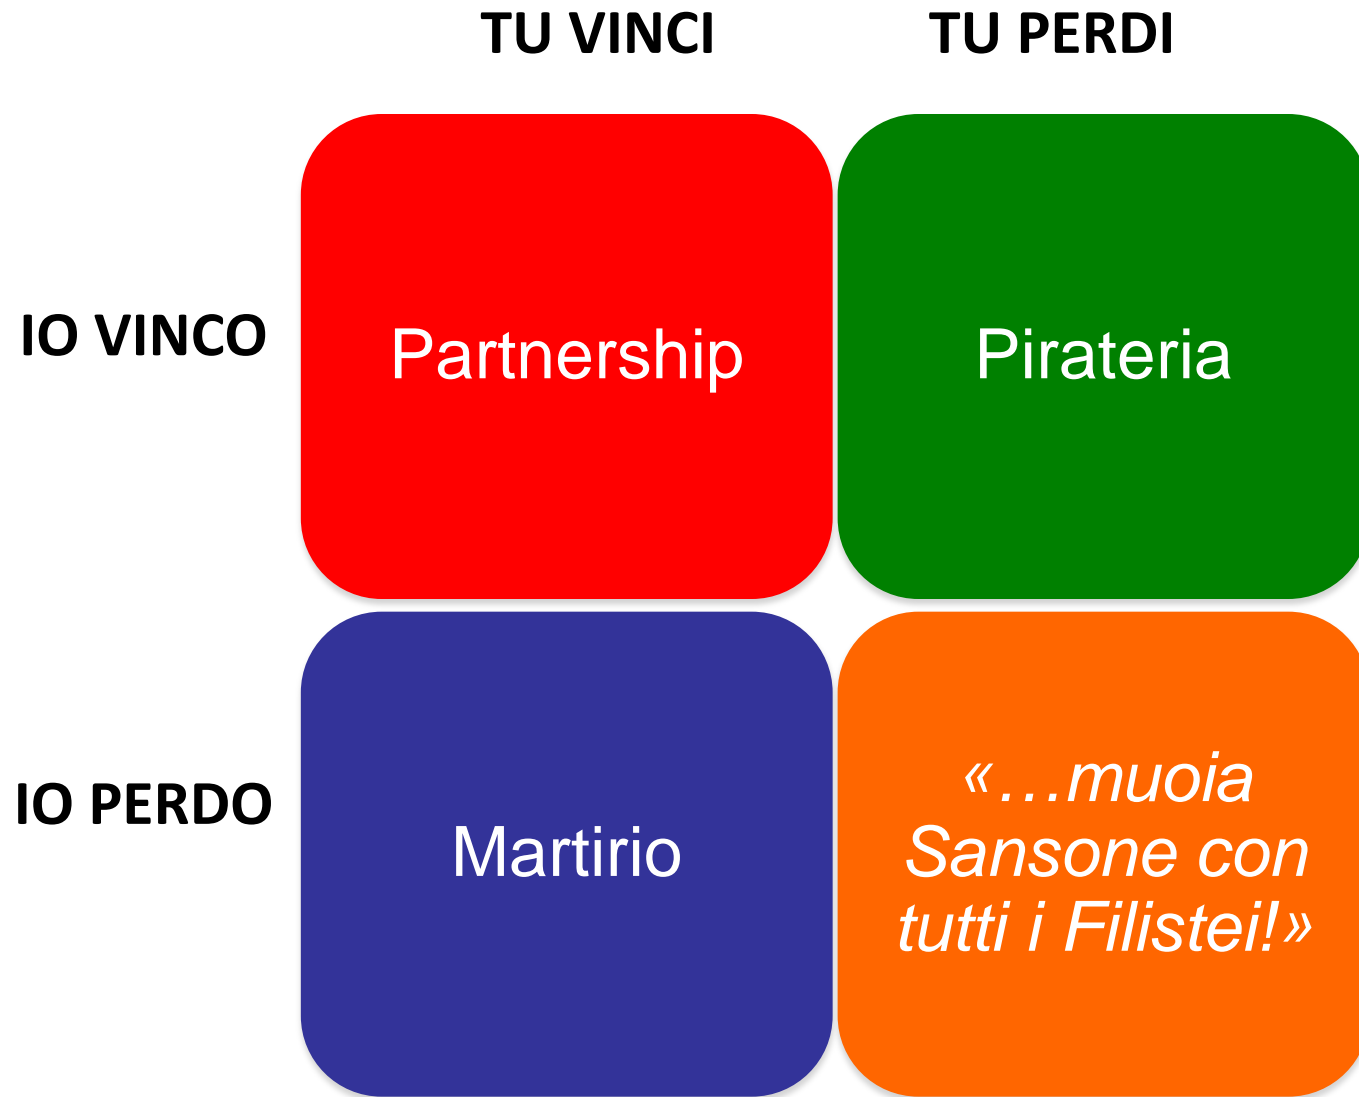 TU VINCI TU PERDI
IO VINCO
Partnership
Pirateria
IO PERDO
Martirio
«…muoia
Sansone con
tutti i Filistei!»